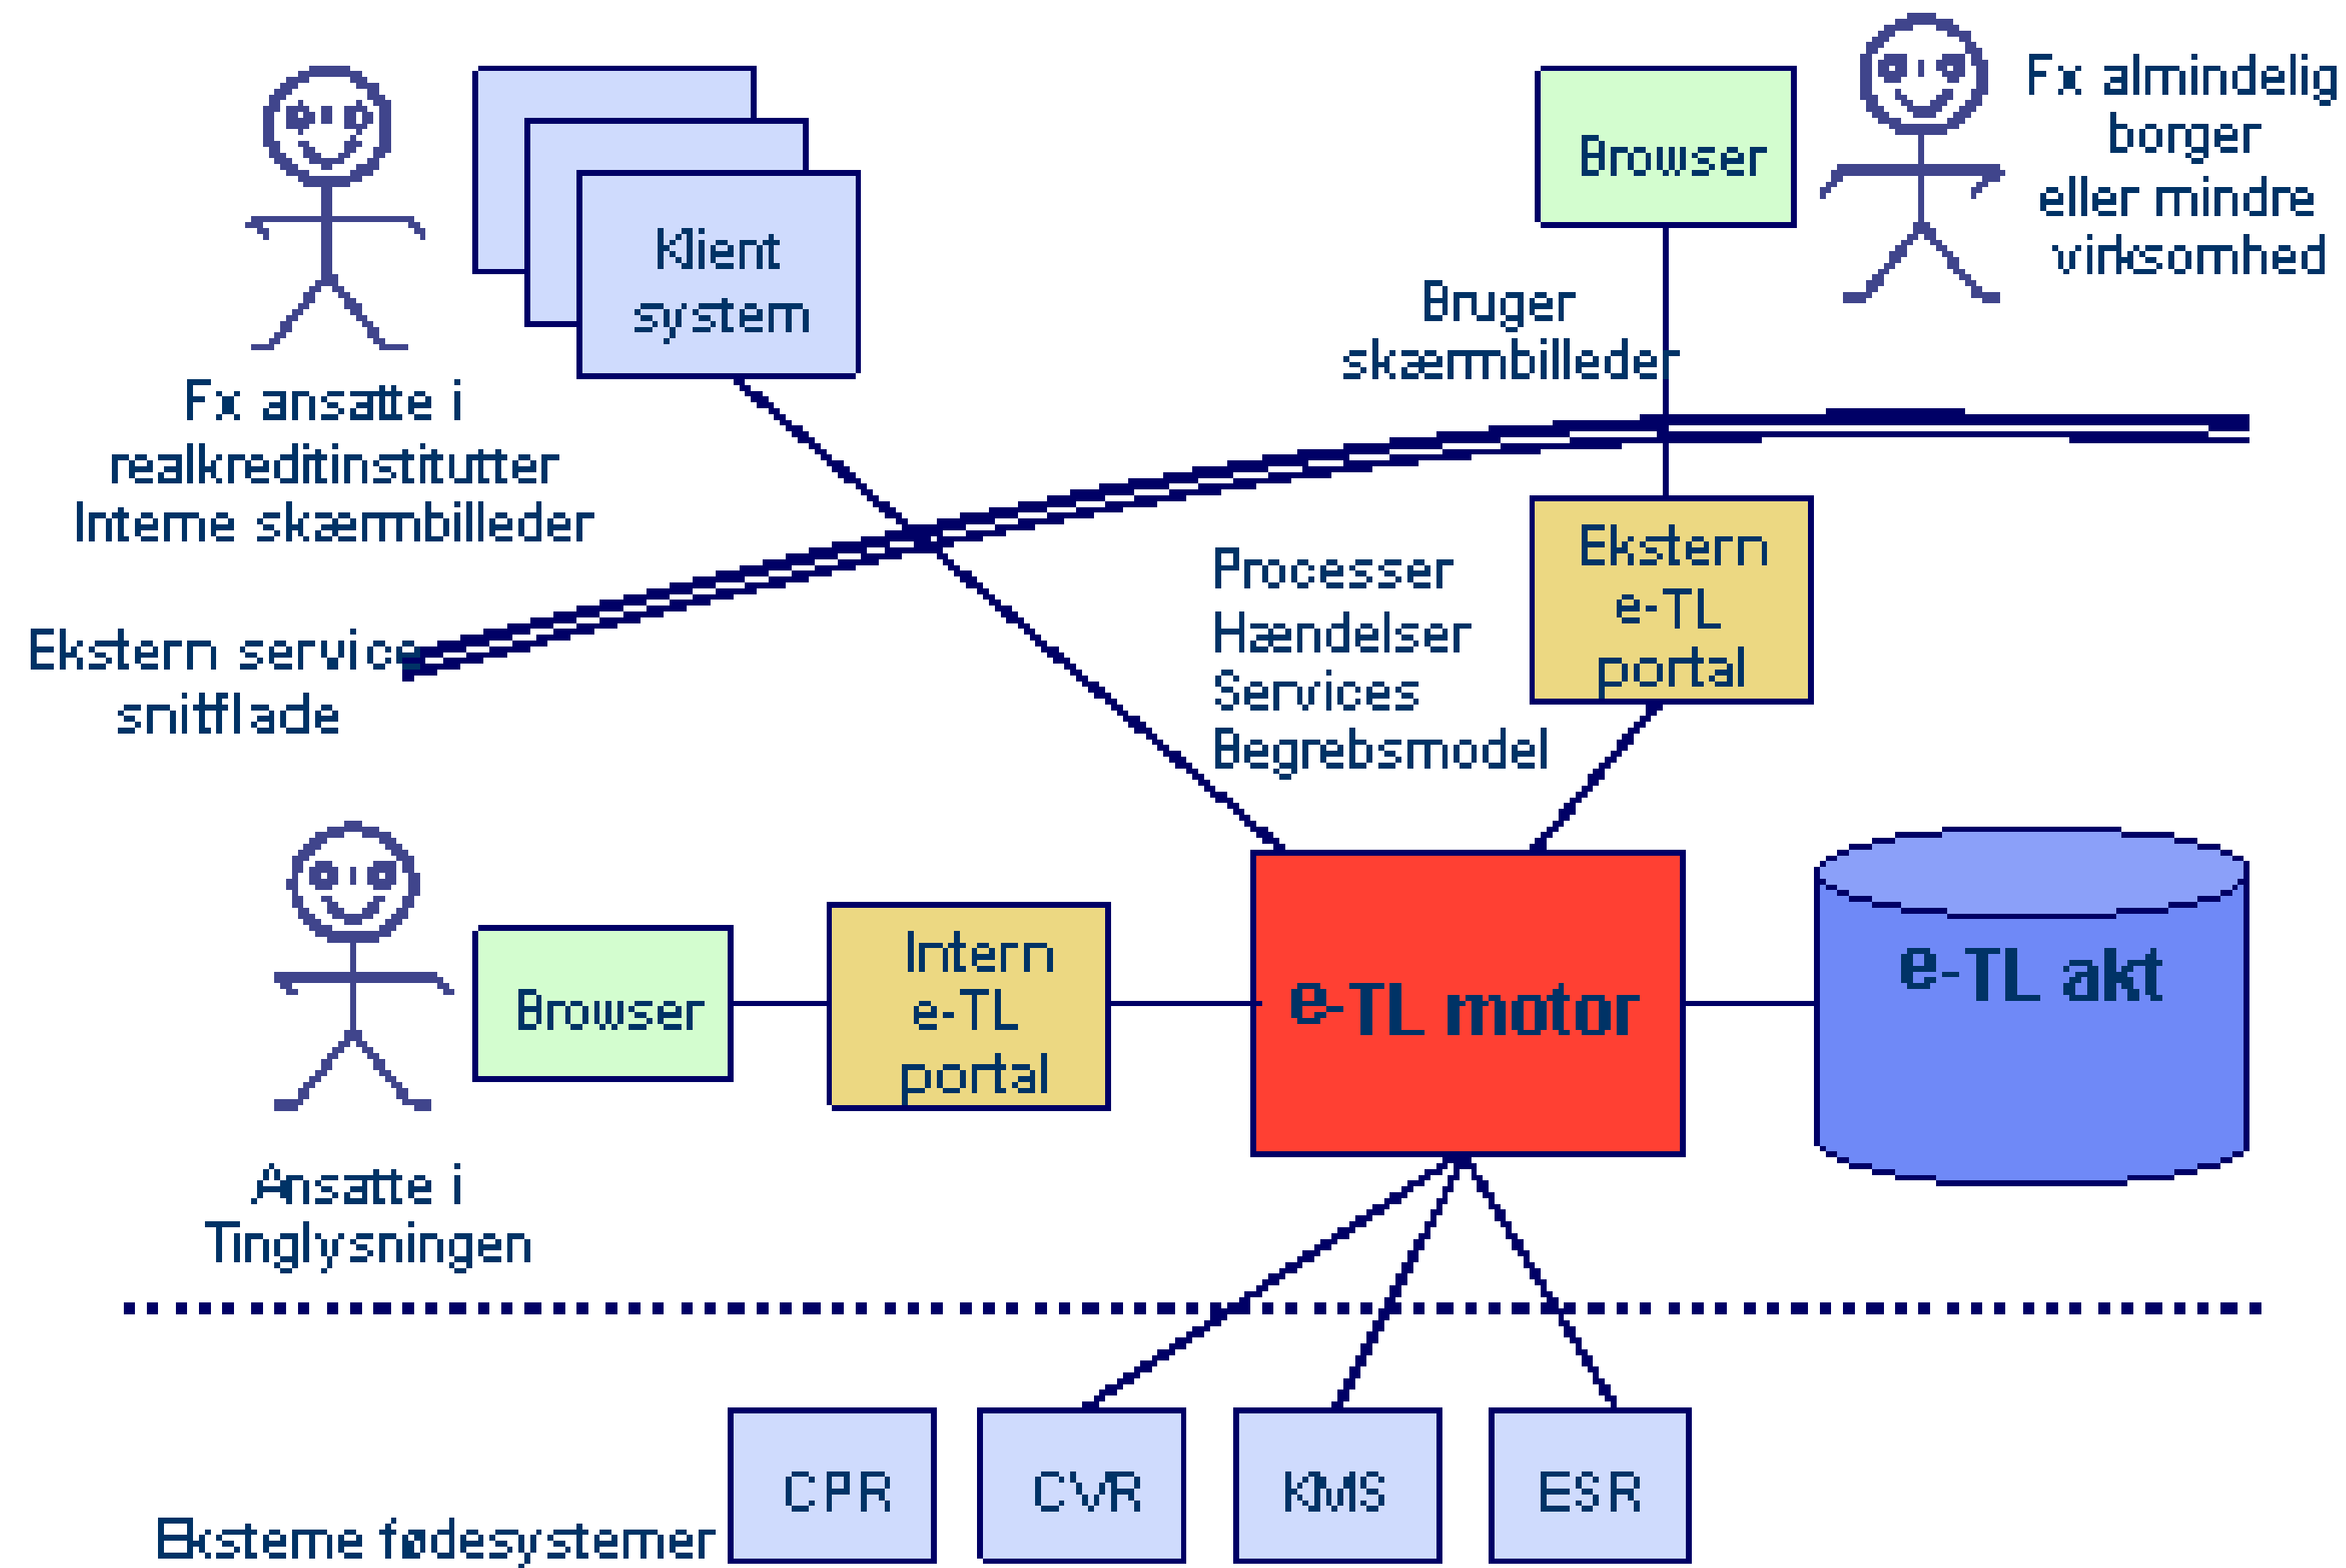 Klient
system
Fx ansatte i
realkreditinstitutter
Interne skærmbilleder
Browser
Fx almindelig
borger
eller mindre
virksomhed
Bruger
skærmbilleder
Ekstern service
snitflade
Processer
Hændelser
Services
Begrebsmodel
Ekstern
e-TL
portal
Browser
Intern
e-TL
portal
e-TL motor
e-TL akt
Ansatte i
Tinglysningen
Eksterne fødesystemer
CPR
CVR
KMS
ESR